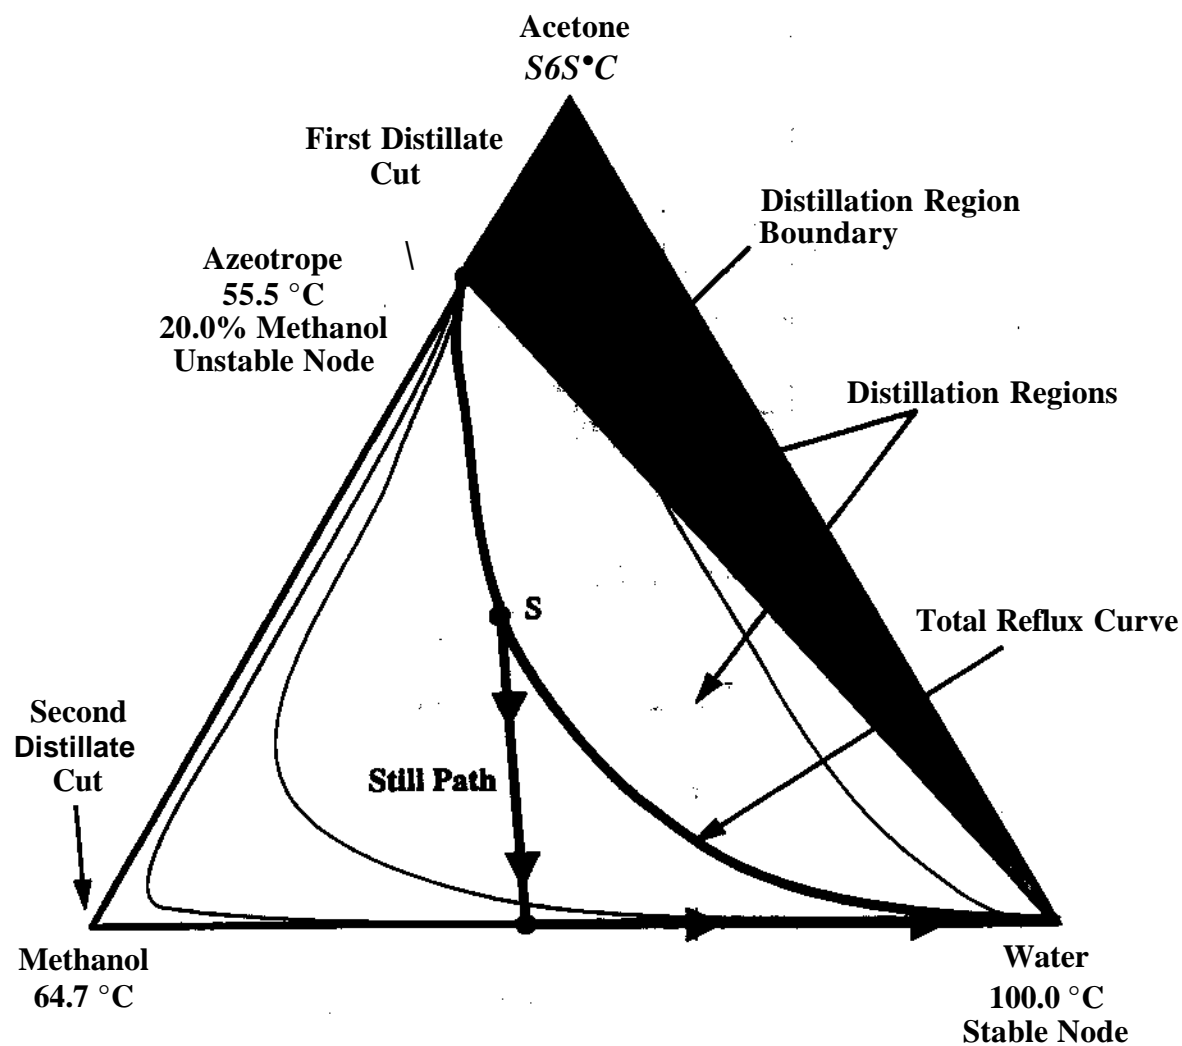 Acetone
S6S•C
First Distillate
Cut
Distillation Region
Boundary
Azeotrope
55.5 °C
20.0% Methanol
Unstable Node
Distillation Regions
S
Total Reflux Curve
Second
Distillate
Cut
Still Path
Methanol
64.7 °C
Water
100.0 °C
Stable Node